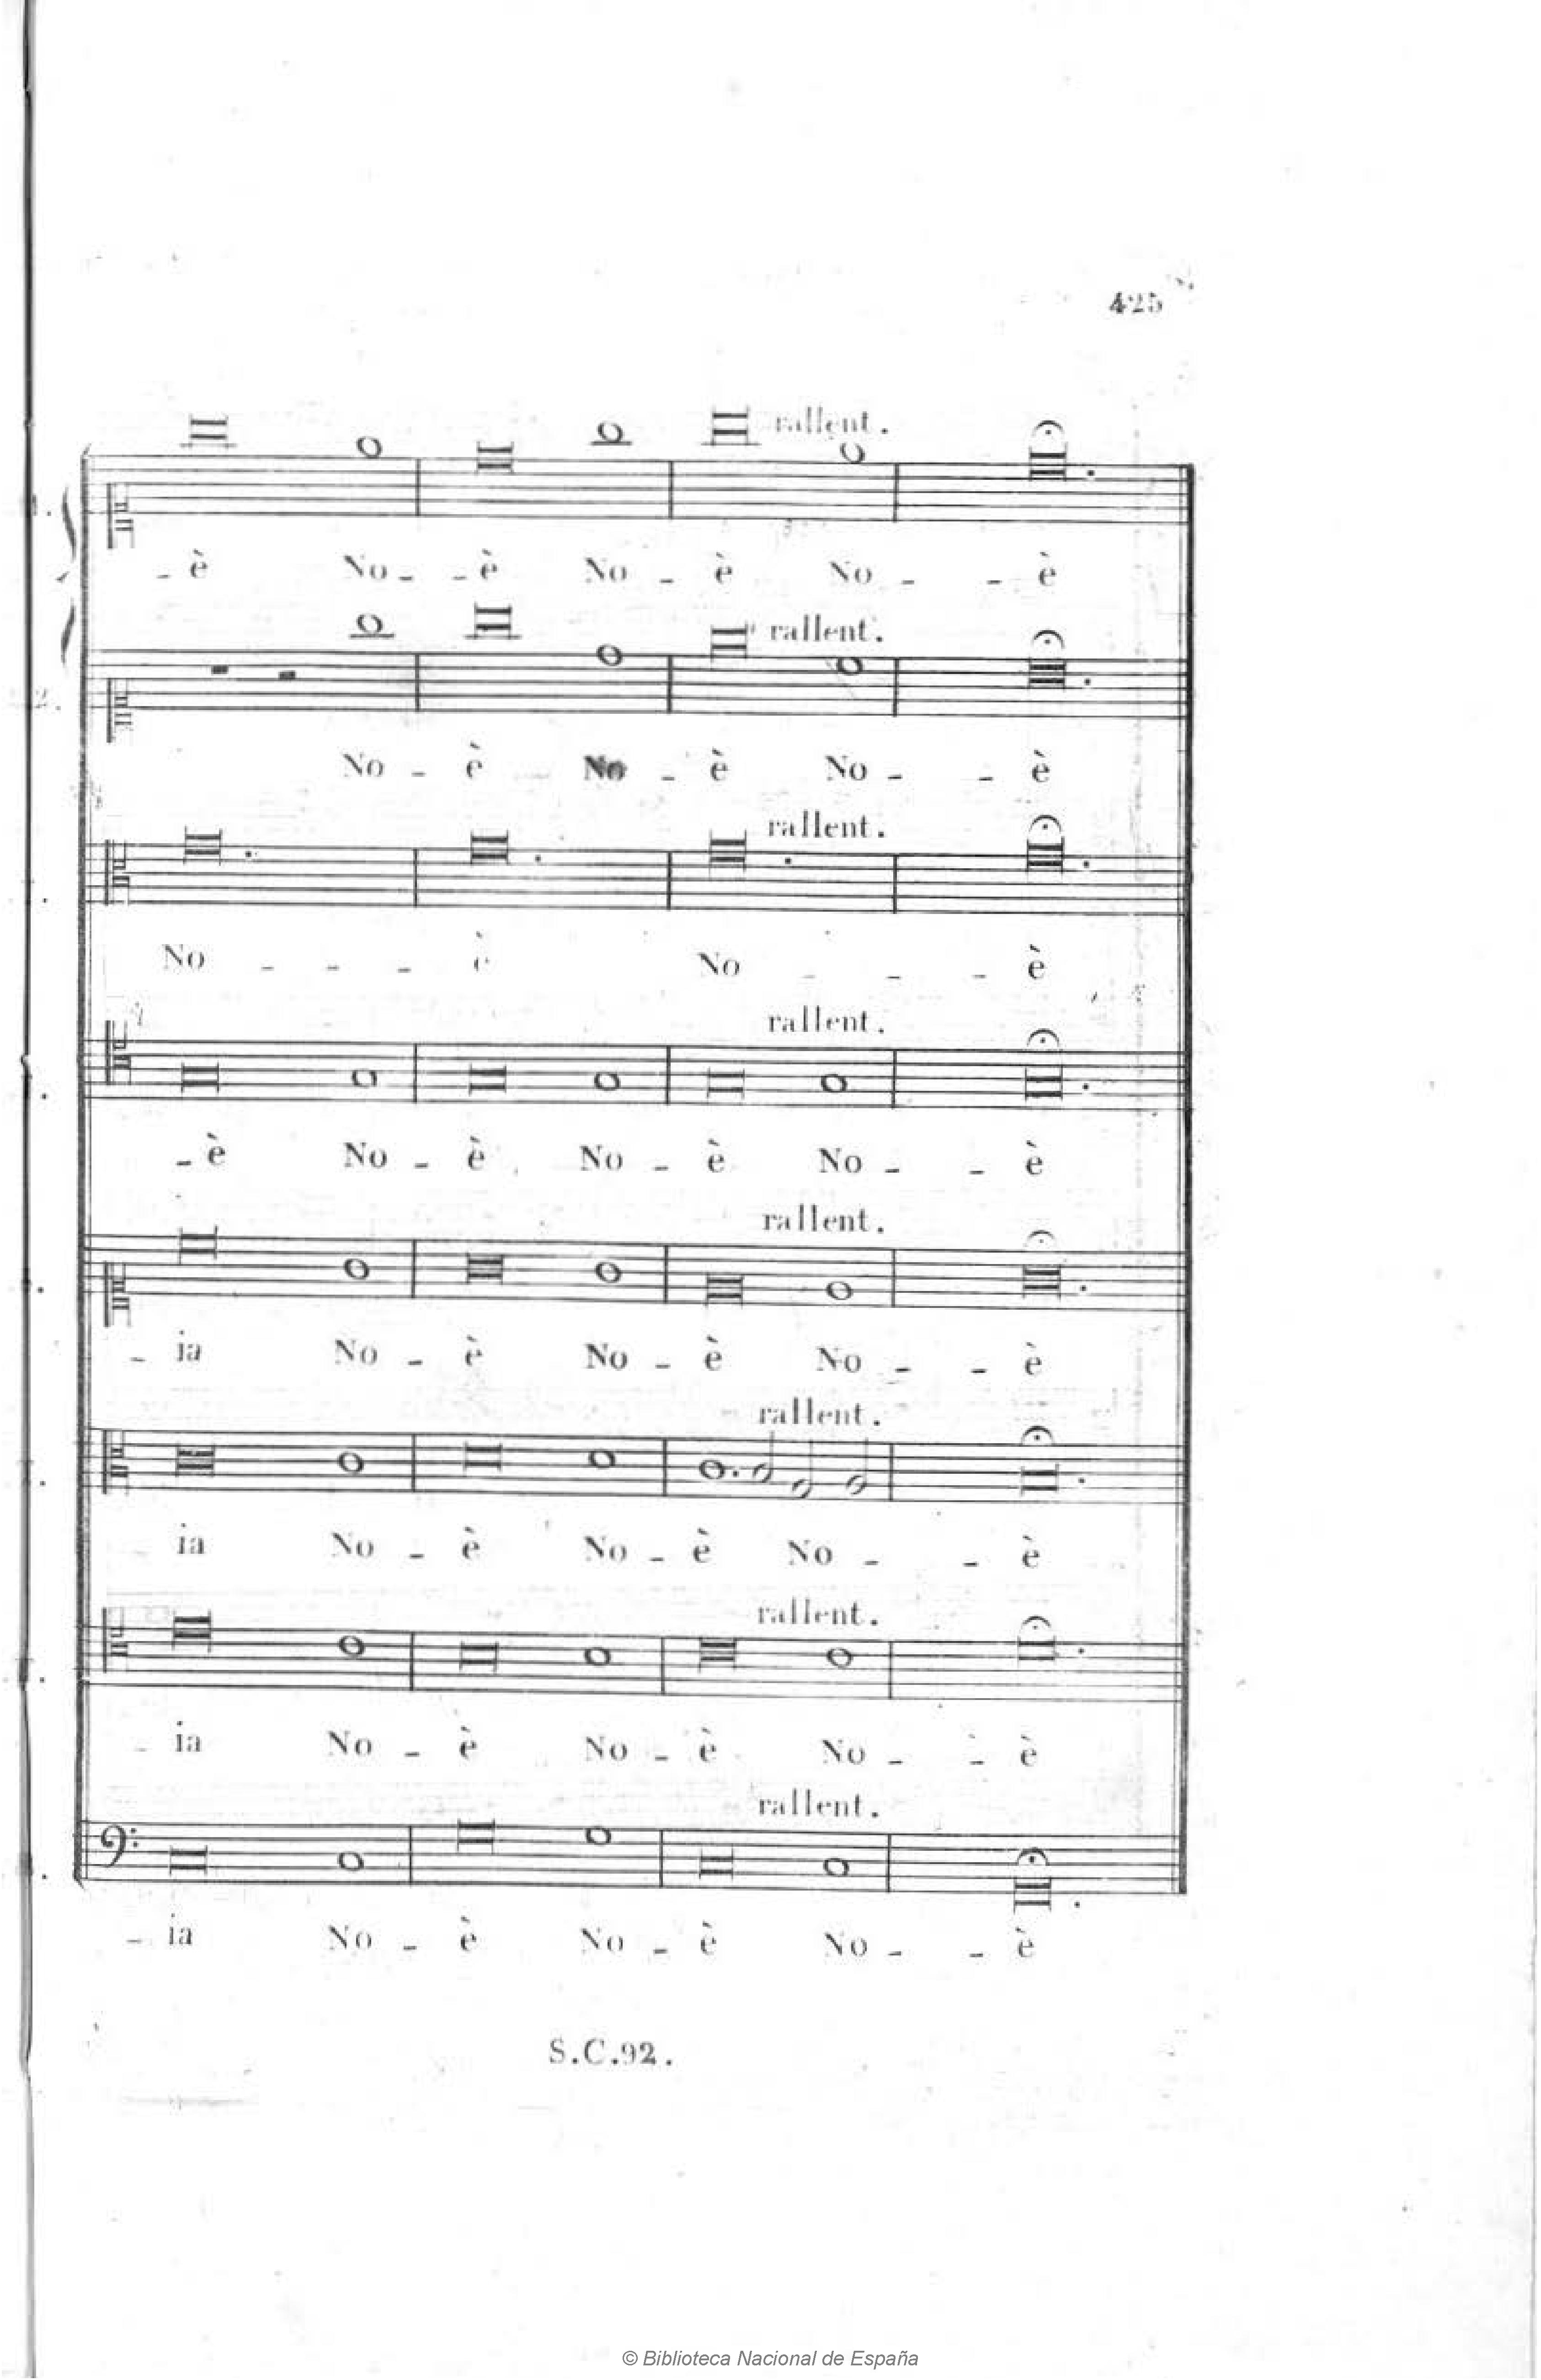 425
rallent.
- è No - - è No - è No - - è
rallent.
No - è No - è No - - è
rallent.
No - - - è No - - - è
rallent.
- è No - è No - è No - - è
rallent.
- ia No - è No - è No - - è
rallent.
ia No - è No - è No - - è
rallent.
- ia No - è No - è No - - è
rallent.
- ia No - è No - è No - - è
S.C.92.
© Biblioteca Nacional de España